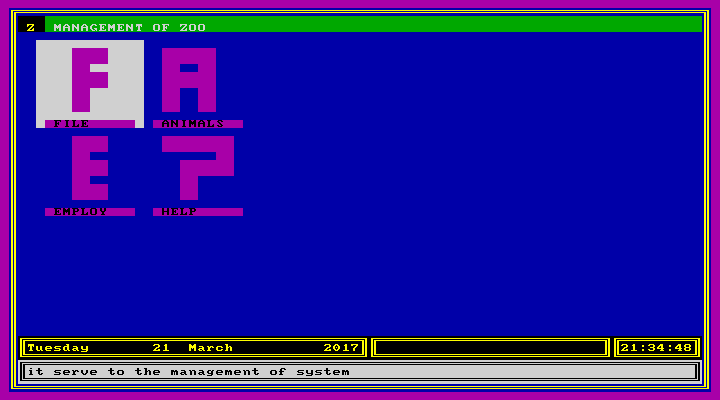 Z MANAGEMENT OF ZOO
F A
FILE ANIMALS
E ?
EMPLOY HELP
Tuesday 21 March 2017 21:34:48
it serve to the management of system